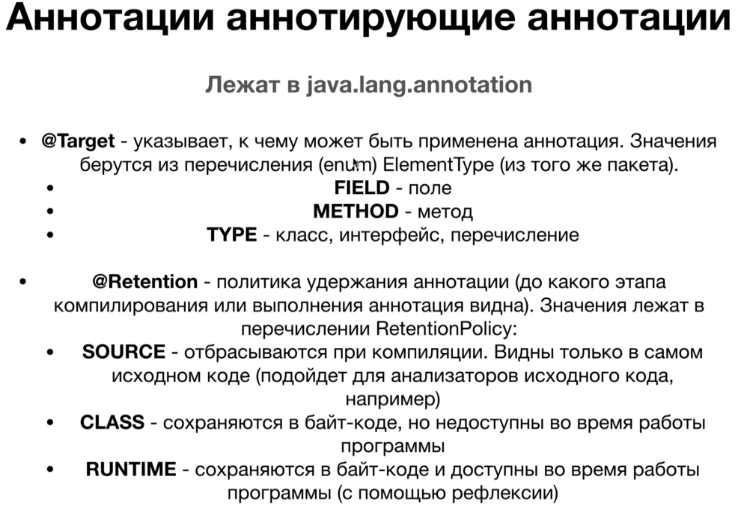 Аннотации аннотирующие аннотации
Лежат в java.lang.annotation
• @Target - указывает, к чему может быть применена аннотация. Значения
берутся из перечисления (enum) ElementType (из того же пакета).
• FIELD - поле
• METHOD - метод
• TYPE - класс, интерфейс, перечисление
• @Retention - политика удержания аннотации (до какого этапа
компилирования или выполнения аннотация видна). Значения лежат в
перечислении RetentionPolicy:
• SOURCE - отбрасываются при компиляции. Видны только в самом
исходном коде (подойдет для анализаторов исходного кода,
например)
• CLASS - сохраняются в байт-коде, но недоступны во время работы
программы
• RUNTIME - сохраняются в байт-коде и доступны во время работы
программы (с помощью рефлексии)